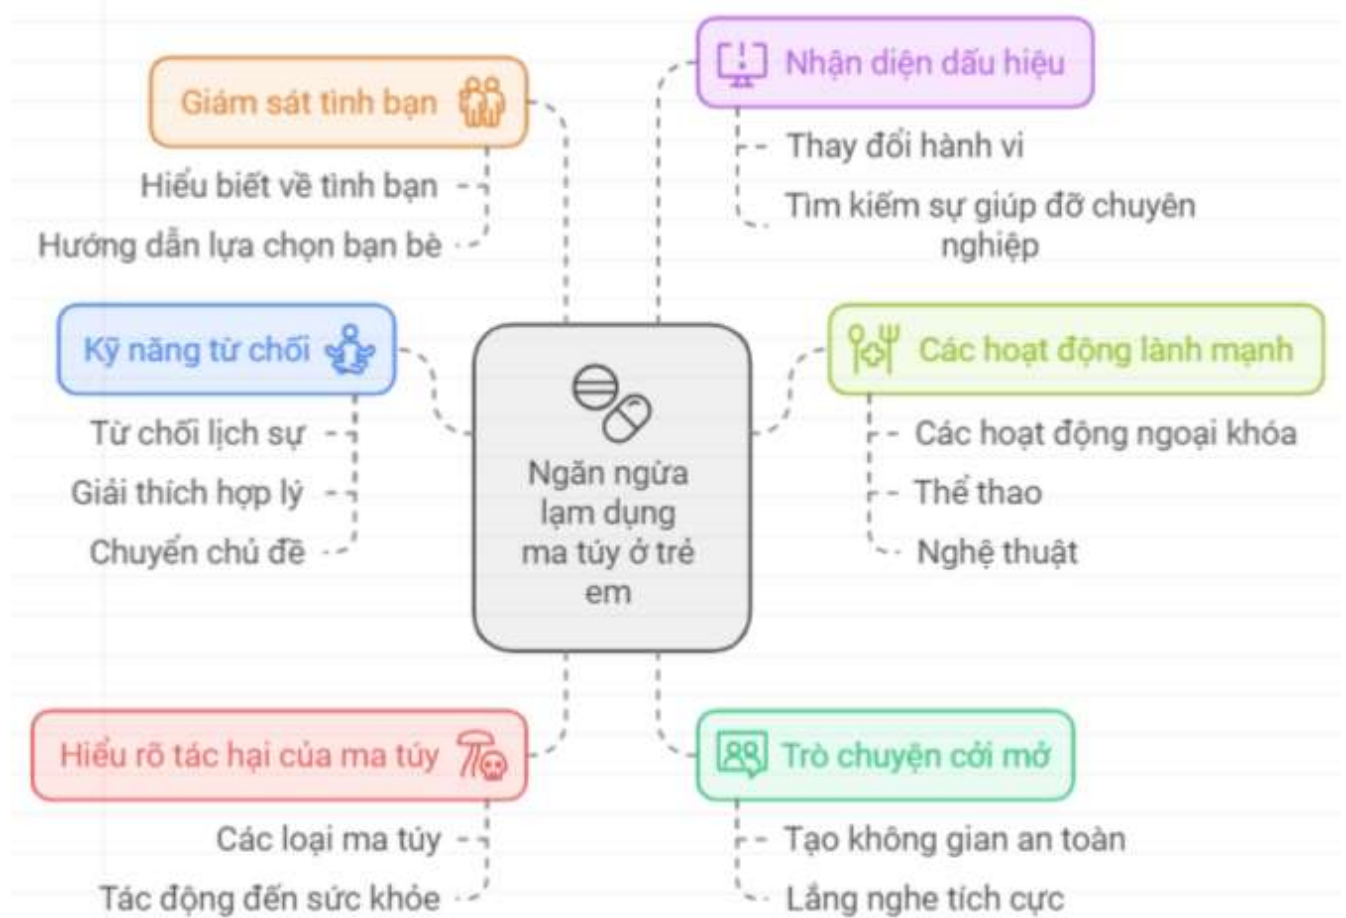 Giám sát tình bạn
Hiểu biết về tình bạn
Hướng dẫn lựa chọn bạn bè
Nhận diện dấu hiệu
Thay đổi hành vi
Tìm kiếm sự giúp đỡ chuyên
nghiệp
Kỹ năng từ chối
Từ chối lịch sự
Giải thích hợp lý
Chuyển chủ đề
Ngăn ngừa
lạm dụng
ma túy ở trẻ
em
Các hoạt động lành mạnh
Các hoạt động ngoại khóa
Thể thao
Nghệ thuật
Hiểu rõ tác hại của ma túy
Các loại ma túy
Tác động đến sức khỏe
Trò chuyện cởi mở
Tạo không gian an toàn
Lắng nghe tích cực